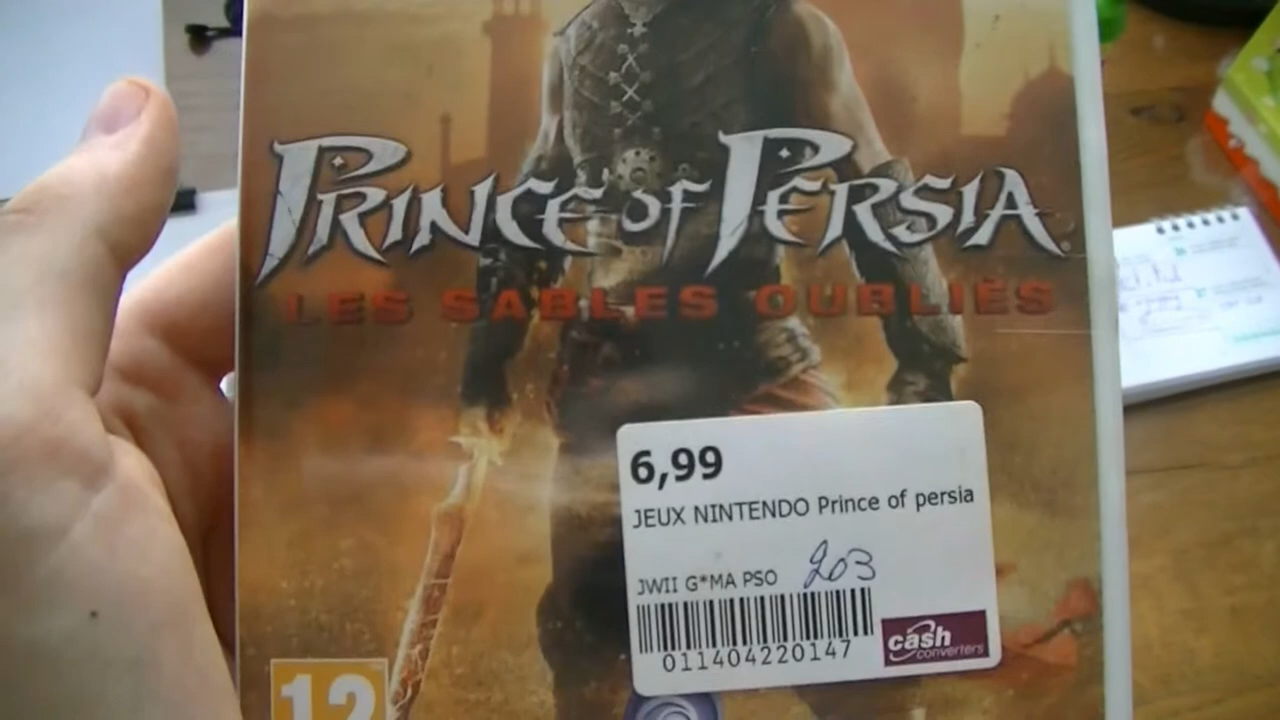 PRINCE OF PERSIA
LES SABLES OUBLIÉS
6,99
JEUX NINTENDO Prince of persia
JWII G*MA PSO 203
011404220147
cash
converters
12